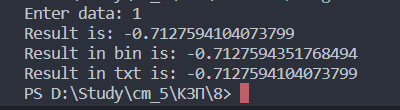 Enter data: 1
Result is: -0.7127594104073799
Result in bin is: -0.7127594351768494
Result in txt is: -0.7127594104073799
PS D:\Study\cm_5\КЗП\8>